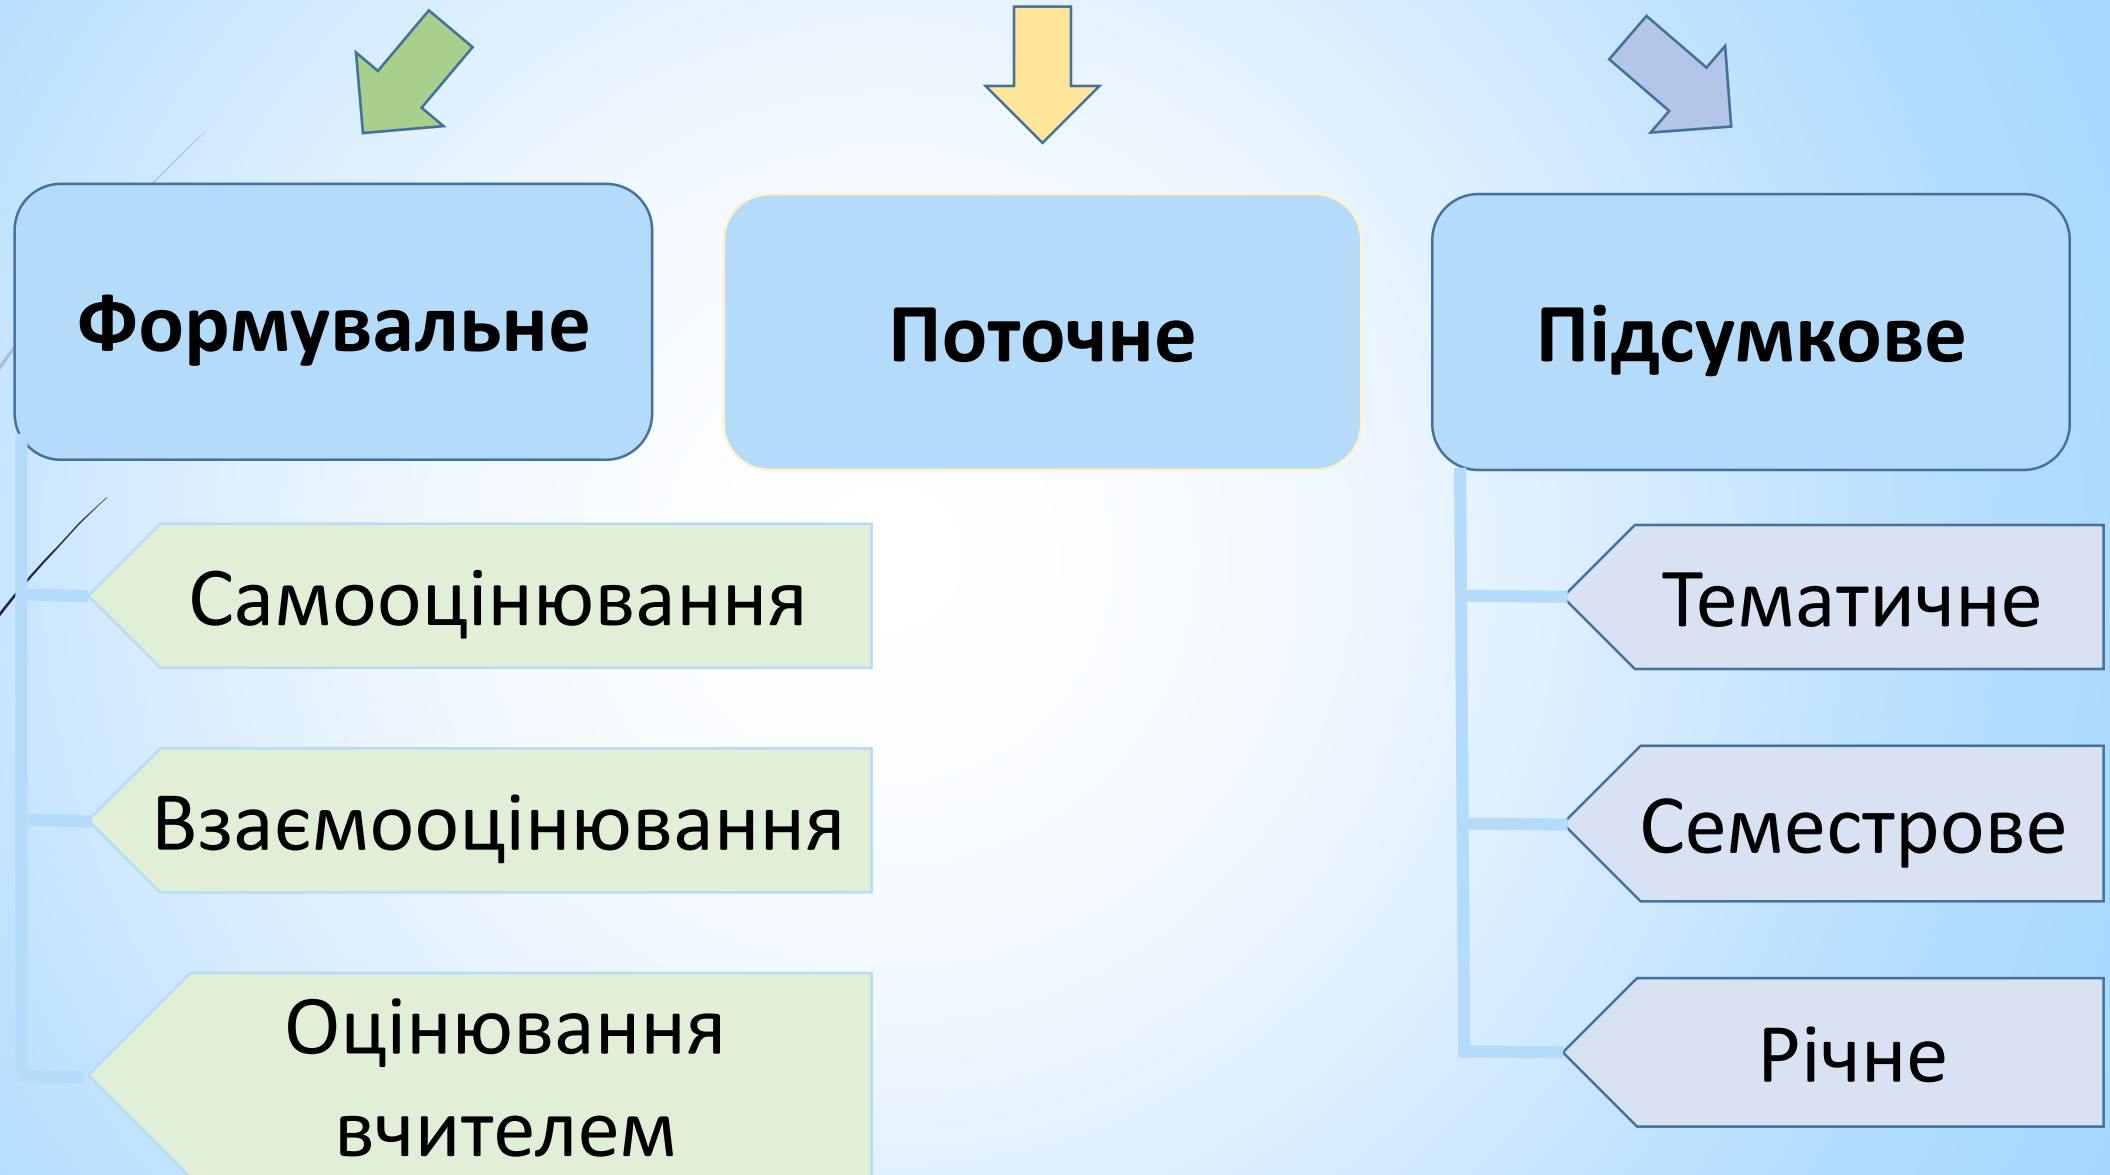 Формувальне
Поточне
Підсумкове
Самооцінювання
Взаємооцінювання
Оцінювання
вчителем
Тематичне
Семестрове
Річне